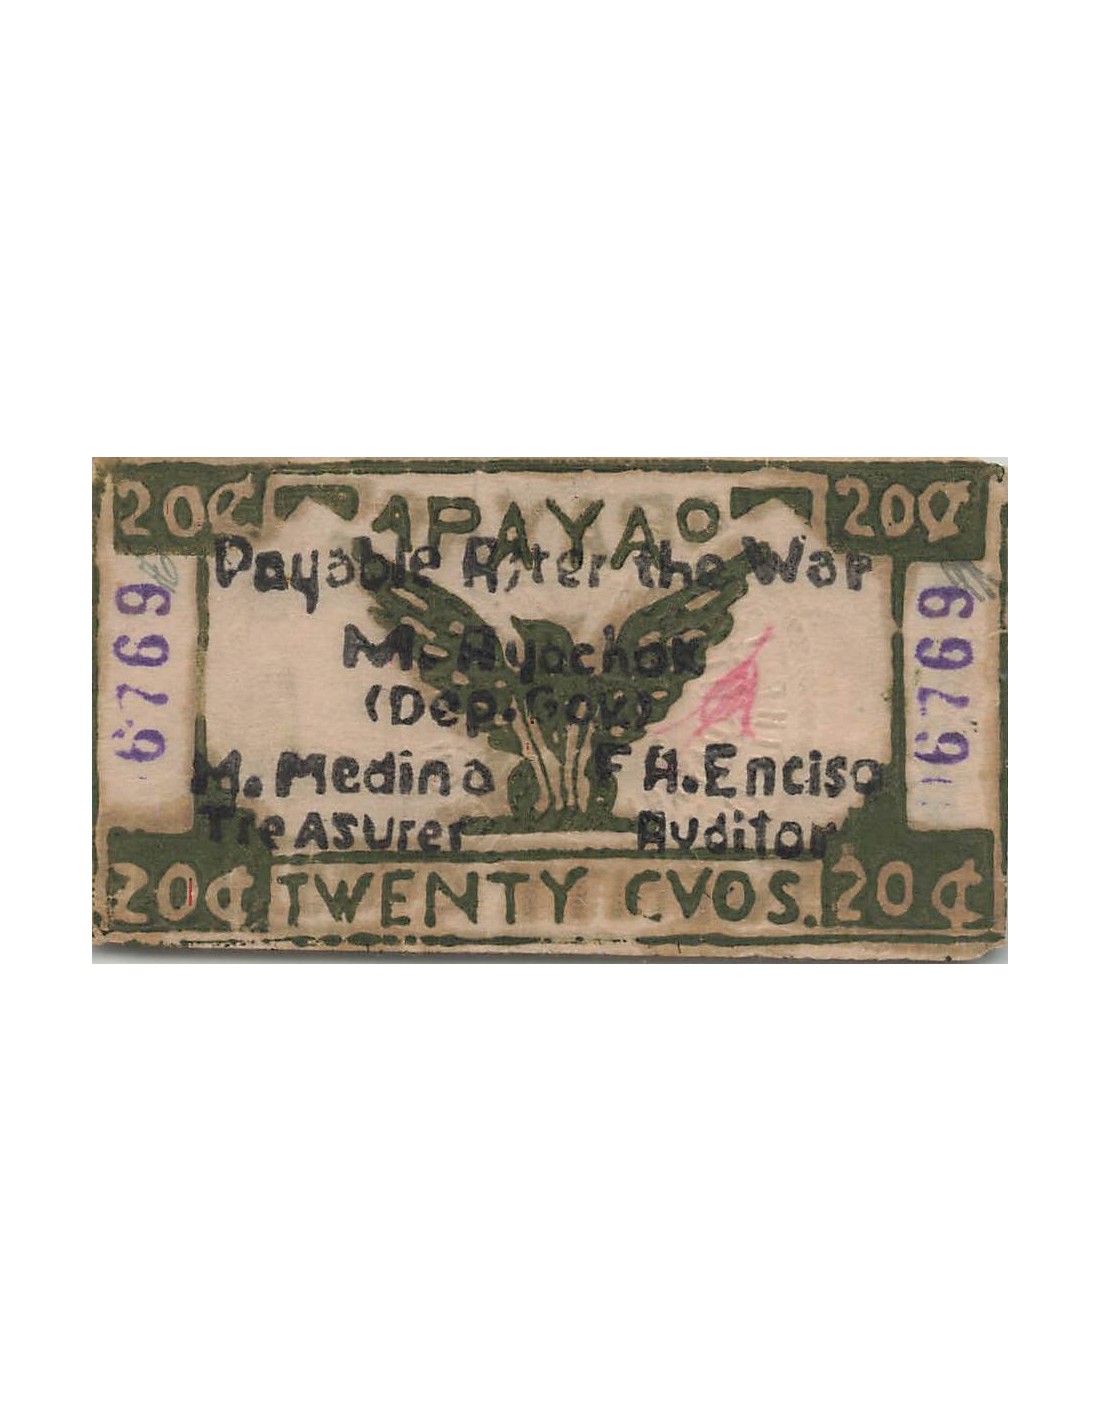 20¢ APAYAO 20¢
Payable After the War
M. Ayochok
(Dep. Gov.)
M. Medina F A. Enciso
TreASurer Auditor
6769
6769
20¢ TWENTY CVOS. 20¢